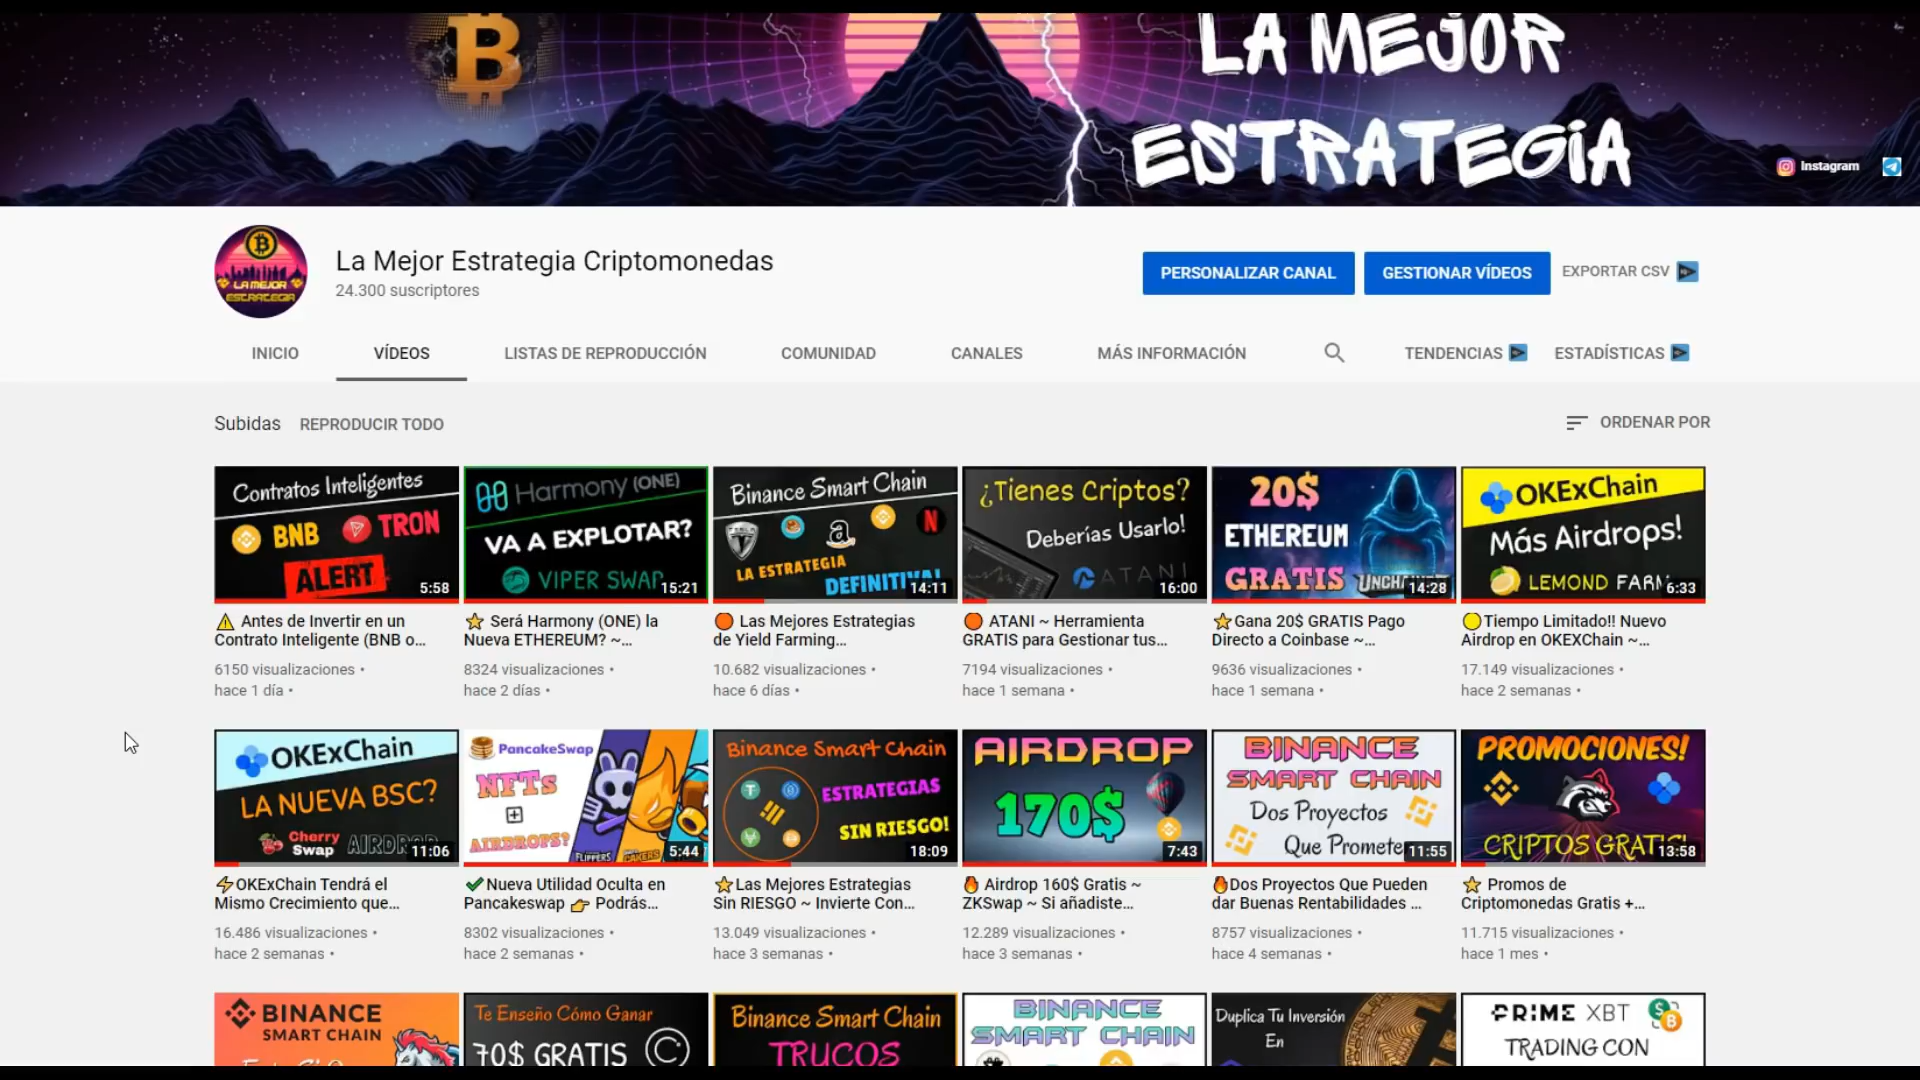 LA MEJOR
ESTRATEGIA
Instagram
LA MEJOR
ESTRATEGIA
La Mejor Estrategia Criptomonedas
24.300 suscriptores
PERSONALIZAR CANAL
GESTIONAR VÍDEOS
EXPORTAR CSV
INICIO
VÍDEOS
LISTAS DE REPRODUCCIÓN
COMUNIDAD
CANALES
MÁS INFORMACIÓN
TENDENCIAS
ESTADÍSTICAS
Subidas
REPRODUCIR TODO
ORDENAR POR
Contratos Inteligentes
BNB
TRON
ALERT
5:58
⚠ Antes de Invertir en un
Contrato Inteligente (BNB o...
6150 visualizaciones •
hace 1 día •
Harmony (ONE)
VA A EXPLOTAR?
VIPER SWAP
15:21
⭐ Será Harmony (ONE) la
Nueva ETHEREUM? ~...
8324 visualizaciones •
hace 2 días •
Binance Smart Chain
LA ESTRATEGIA
DEFINITIVA!
14:11
🟠 Las Mejores Estrategias
de Yield Farming...
10.682 visualizaciones •
hace 6 días •
¿Tienes Criptos?
Deberías Usarlo!
ATANI
16:00
🟠 ATANI ~ Herramienta
GRATIS para Gestionar tus...
7194 visualizaciones •
hace 1 semana •
20$
ETHEREUM
GRATIS
14:28
⭐Gana 20$ GRATIS Pago
Directo a Coinbase ~...
9636 visualizaciones •
hace 1 semana •
OKExChain
Más Airdrops!
LEMOND FARM
6:33
🟡Tiempo Limitado!! Nuevo
Airdrop en OKEXChain ~...
17.149 visualizaciones •
hace 2 semanas •
OKExChain
LA NUEVA BSC?
Cherry
Swap
AIRDROP
11:06
⚡OKExChain Tendrá el
Mismo Crecimiento que...
16.486 visualizaciones •
hace 2 semanas •
PancakeSwap
NFTs
AIRDROPS?
FLIPPERS
5:44
✔Nueva Utilidad Oculta en
Pancakeswap 👉 Podrás...
8302 visualizaciones •
hace 2 semanas •
Binance Smart Chain
ESTRATEGIAS
SIN RIESGO!
18:09
⭐Las Mejores Estrategias
Sin RIESGO ~ Invierte Con...
13.049 visualizaciones •
hace 3 semanas •
AIRDROP
170$
7:43
🔥 Airdrop 160$ Gratis ~
ZKSwap ~ Si añadiste...
12.289 visualizaciones •
hace 3 semanas •
BINANCE
SMART CHAIN
Dos Proyectos
Que Promete
11:55
🔥Dos Proyectos Que Pueden
dar Buenas Rentabilidades ...
8757 visualizaciones •
hace 4 semanas •
PROMOCIONES!
CRIPTOS GRATIS!
13:58
⭐ Promos de
Criptomonedas Gratis +...
11.715 visualizaciones •
hace 1 mes •
BINANCE
SMART CHAIN
Te Enseño Cómo Ganar
70$ GRATIS
Binance Smart Chain
TRUCOS
BINANCE
SMART CHAIN
Duplica Tu Inversión
En
PRIME XBT
TRADING CON